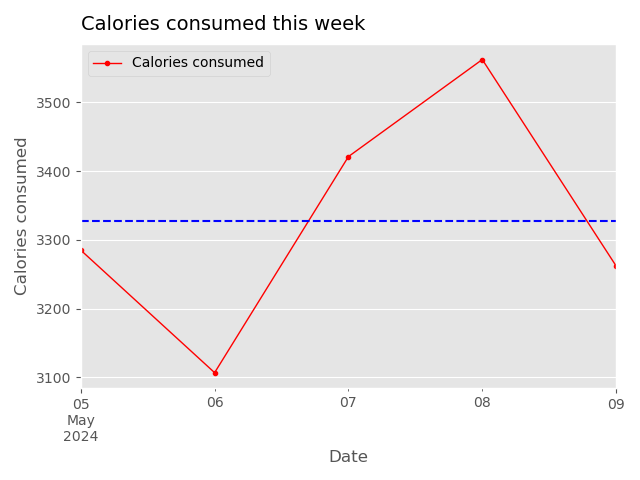 Calories consumed this week
Calories consumed
3500
3400
3300
3200
3100
Calories consumed
05
May
2024
06
07
08
09
Date